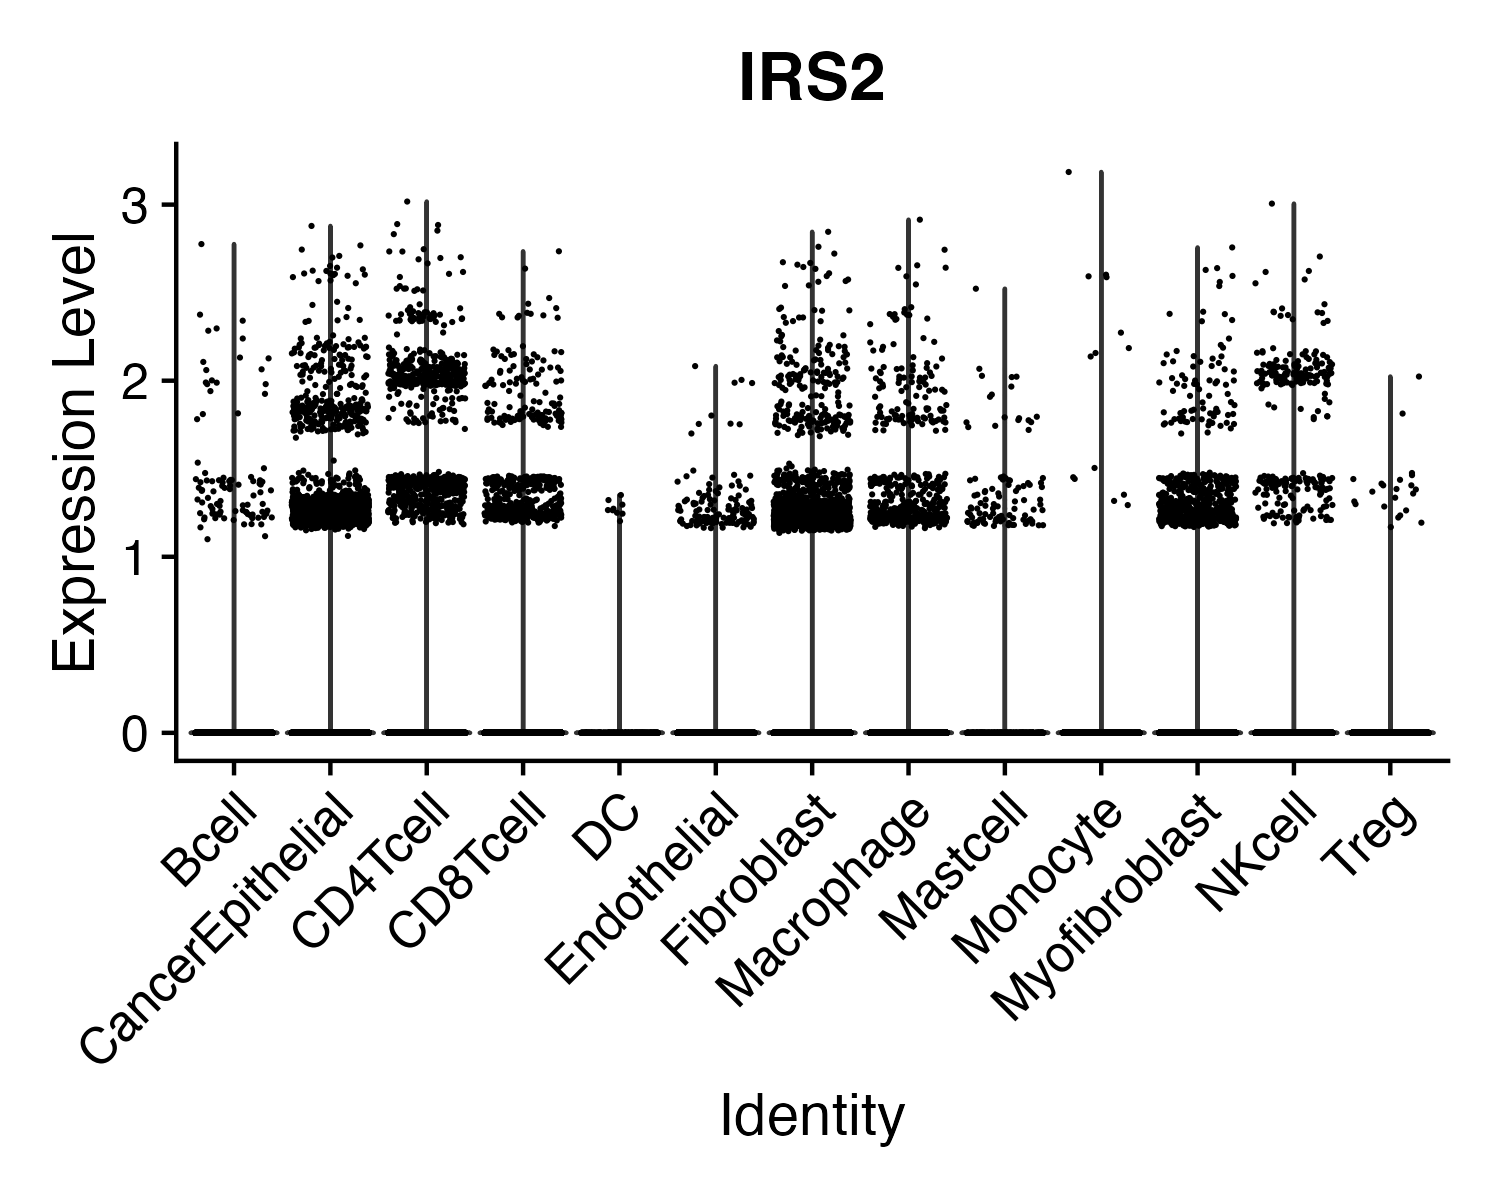 IRS2
Expression Level
3
2
1
0
Bcell
CancerEpithelial
CD4Tcell
CD8Tcell
DC
Endothelial
Fibroblast
Macrophage
Mastcell
Monocyte
Myofibroblast
NKcell
Treg
Identity